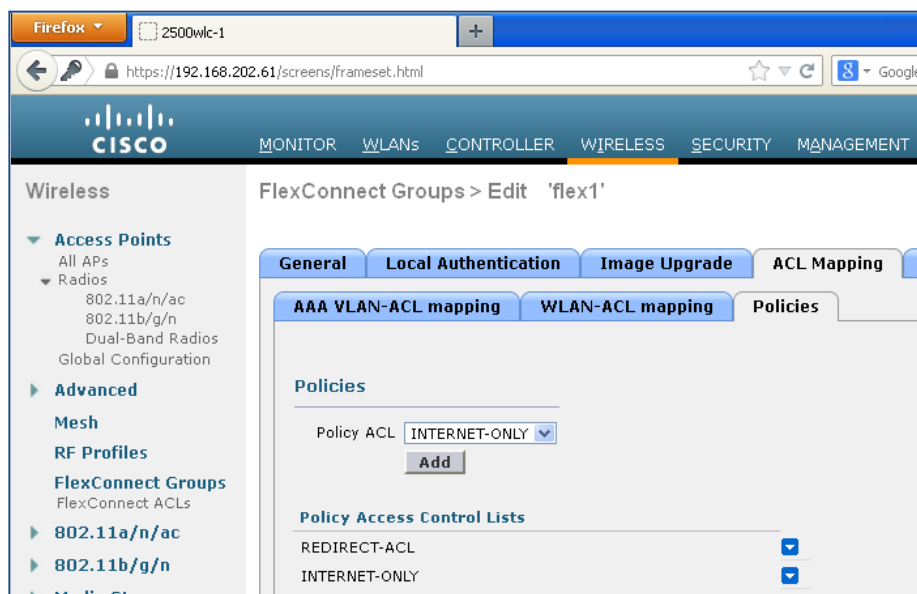 Firefox
2500wlc-1
+
https://192.168.202.61/screens/frameset.html
8
Google
CISCO
MONITOR WLANs CONTROLLER WIRELESS SECURITY MANAGEMENT
Wireless
Access Points
All APs
Radios
802.11a/n/ac
802.11b/g/n
Dual-Band Radios
Global Configuration
Advanced
Mesh
RF Profiles
FlexConnect Groups
FlexConnect ACLs
802.11a/n/ac
802.11b/g/n
FlexConnect Groups > Edit 'flex1'
General Local Authentication Image Upgrade ACL Mapping
AAA VLAN-ACL mapping WLAN-ACL mapping Policies
Policies
Policy ACL INTERNET-ONLY
Add
Policy Access Control Lists
REDIRECT-ACL
INTERNET-ONLY